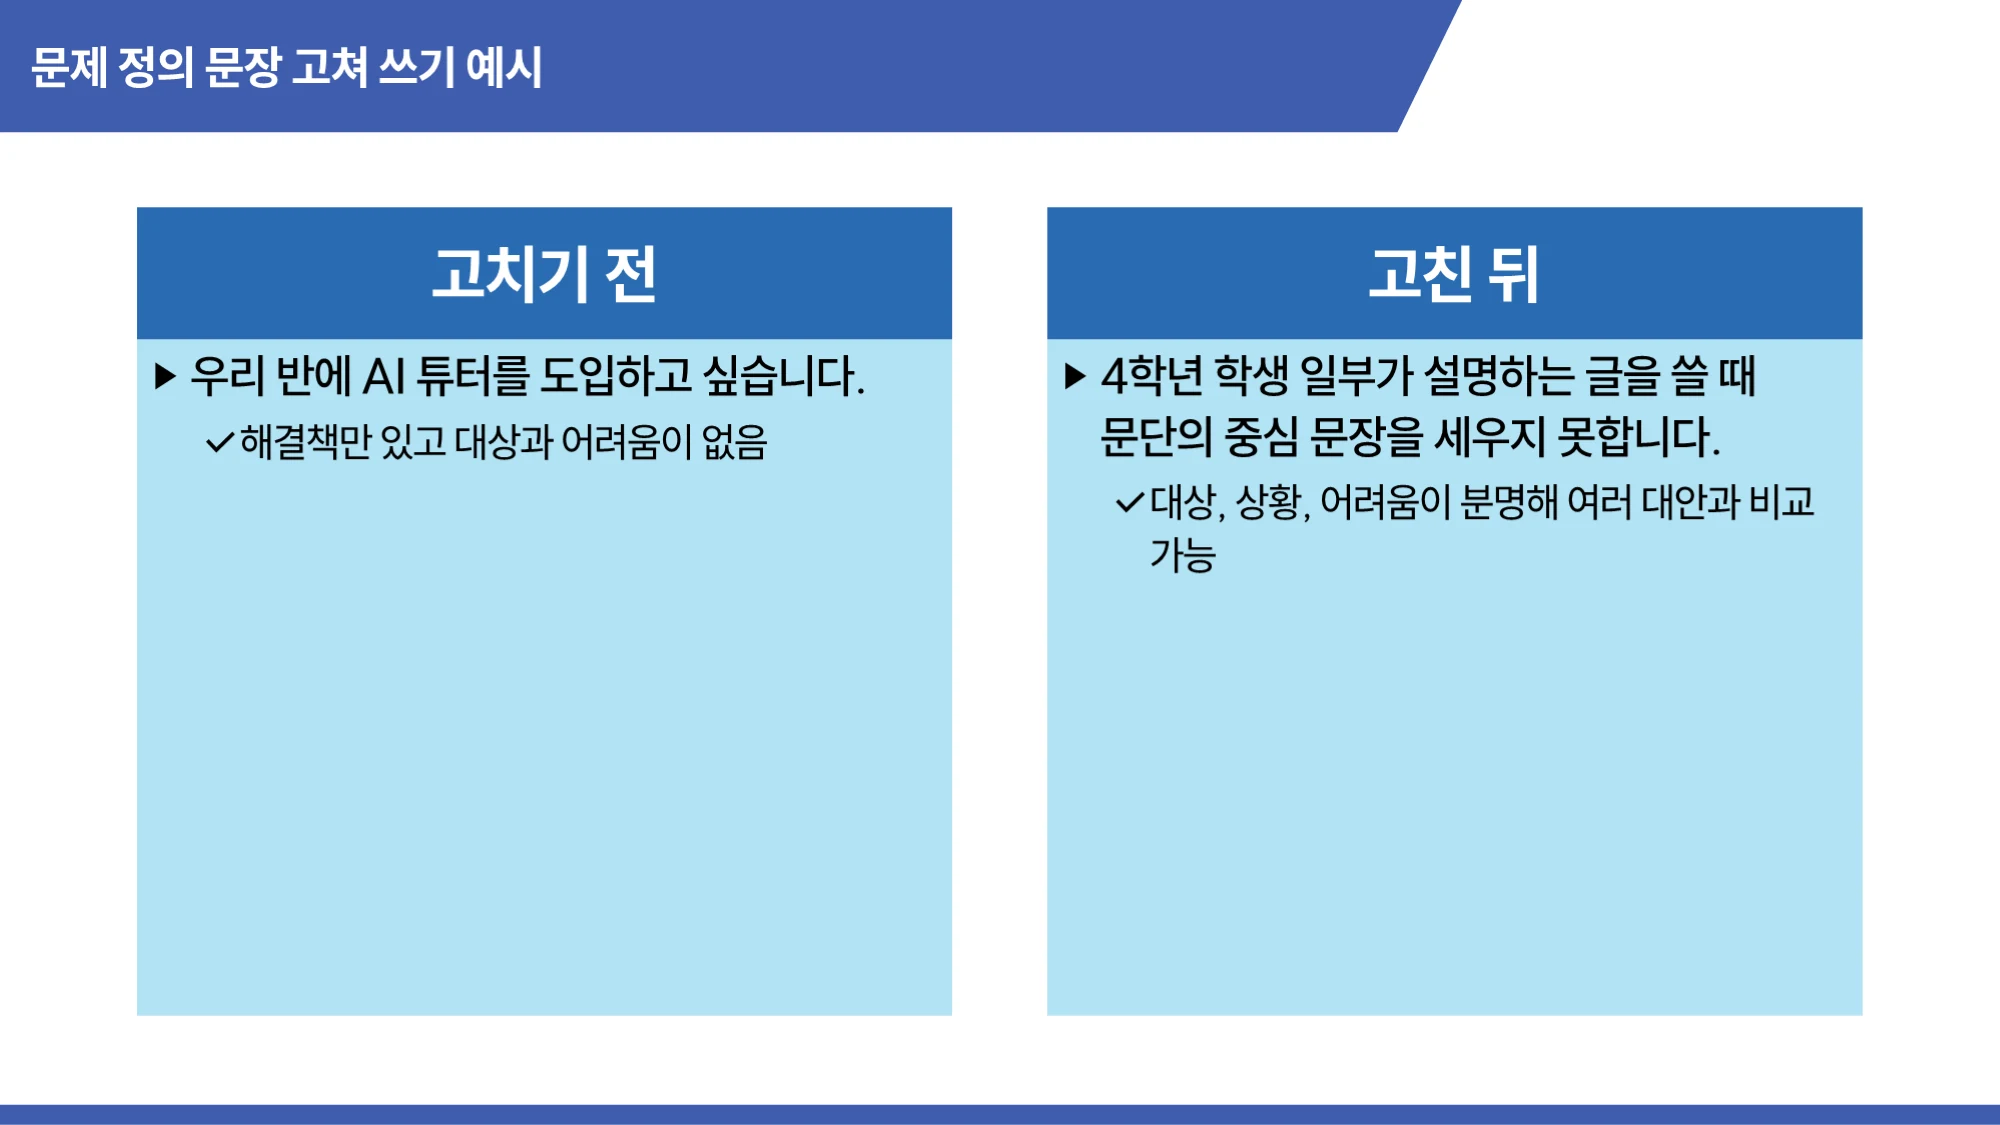 문제 정의 문장 고쳐 쓰기 예시
고치기 전
▶ 우리 반에 AI 튜터를 도입하고 싶습니다.
✓ 해결책만 있고 대상과 어려움이 없음
고친 뒤
▶ 4학년 학생 일부가 설명하는 글을 쓸 때
문단의 중심 문장을 세우지 못합니다.
✓ 대상, 상황, 어려움이 분명해 여러 대안과 비교
가능